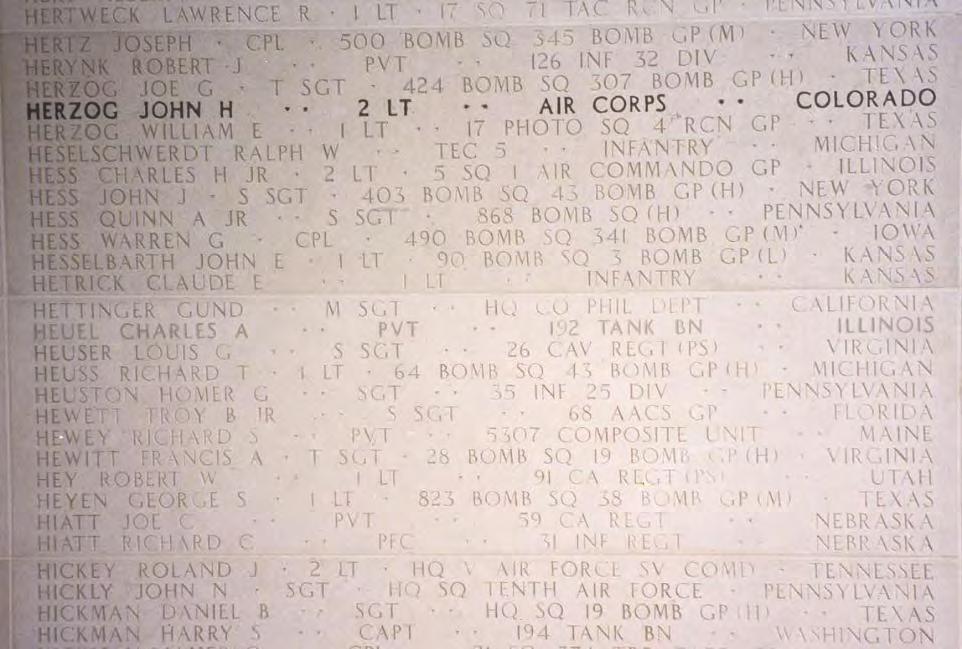 HERTWECK LAWRENCE R · 1 LT · 17 SQ 71 TAC RCN GP · PENNSYLVANIA
HERTZ JOSEPH · CPL · 500 BOMB SQ 345 BOMB GP (M) · NEW YORK
HERYNK ROBERT J · · PVT · · 126 INF 32 DIV · · KANSAS
HERZOG JOE G · T SGT · 424 BOMB SQ 307 BOMB GP (H) · TEXAS
HERZOG JOHN H · · 2 LT · · AIR CORPS · · COLORADO
HERZOG WILLIAM E · · 1 LT · · 17 PHOTO SQ 4 RCN GP · · TEXAS
HESELSCHWERDT RALPH W · · TEC 5 · · INFANTRY · · MICHIGAN
HESS CHARLES H JR · 2 LT · 5 SQ 1 AIR COMMANDO GP · ILLINOIS
HESS JOHN J · S SGT · 403 BOMB SQ 43 BOMB GP (H) · NEW YORK
HESS QUINN A JR · · S SGT · · 868 BOMB SQ (H) · · PENNSYLVANIA
HESS WARREN G · CPL · 490 BOMB SQ 341 BOMB GP (M) · IOWA
HESSELBARTH JOHN E · 1 LT · 90 BOMB SQ 3 BOMB GP (L) · KANSAS
HETRICK CLAUDE E · · 1 LT · · INFANTRY · · KANSAS
HETTINGER GUND · · M SGT · · HQ CO PHIL DEPT · · CALIFORNIA
HEUEL CHARLES A · · PVT · · 192 TANK BN · · ILLINOIS
HEUSER LOUIS G · · S SGT · · 26 CAV REGT (PS) · · VIRGINIA
HEUSS RICHARD T · 1 LT · 64 BOMB SQ 43 BOMB GP (H) · MICHIGAN
HEUSTON HOMER G · · SGT · · 35 INF 25 DIV · · PENNSYLVANIA
HEWETT TROY B JR · · S SGT · · 68 AACS GP · · FLORIDA
HEWEY RICHARD S · · PVT · · 5307 COMPOSITE UNIT · · MAINE
HEWITT FRANCIS A · T SGT · 28 BOMB SQ 19 BOMB GP (H) · VIRGINIA
HEY ROBERT W · · 1 LT · · 91 CA REGT (PS) · · UTAH
HEYEN GEORGE S · 1 LT · 823 BOMB SQ 38 BOMB GP (M) · TEXAS
HIATT JOE C · · PVT · · 59 CA REGT · · NEBRASKA
HIATT RICHARD C · · PFC · · 31 INF REGT · · NEBRASKA
HICKEY ROLAND J · 2 LT · HQ V AIR FORCE SV COMD · TENNESSEE
HICKLY JOHN N · SGT · HQ SQ TENTH AIR FORCE · PENNSYLVANIA
HICKMAN DANIEL B · · SGT · · HQ SQ 19 BOMB GP (H) · · TEXAS
HICKMAN HARRY S · · CAPT · · 194 TANK BN · · WASHINGTON